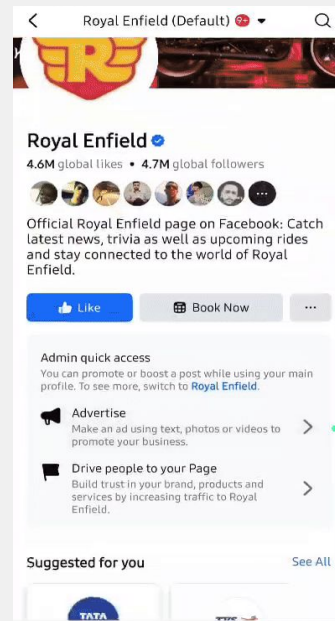 Royal Enfield (Default) 9+
R
Royal Enfield
4.6M global likes • 4.7M global followers
Official Royal Enfield page on Facebook: Catch
latest news, trivia as well as upcoming rides
and stay connected to the world of Royal
Enfield.
Like
Book Now
Admin quick access
You can promote or boost a post while using your main
profile. To see more, switch to Royal Enfield.
Advertise
Make an ad using text, photos or videos to
promote your business.
Drive people to your Page
Build trust in your brand, products and
services by increasing traffic to Royal
Enfield.
Suggested for you See All
TATA